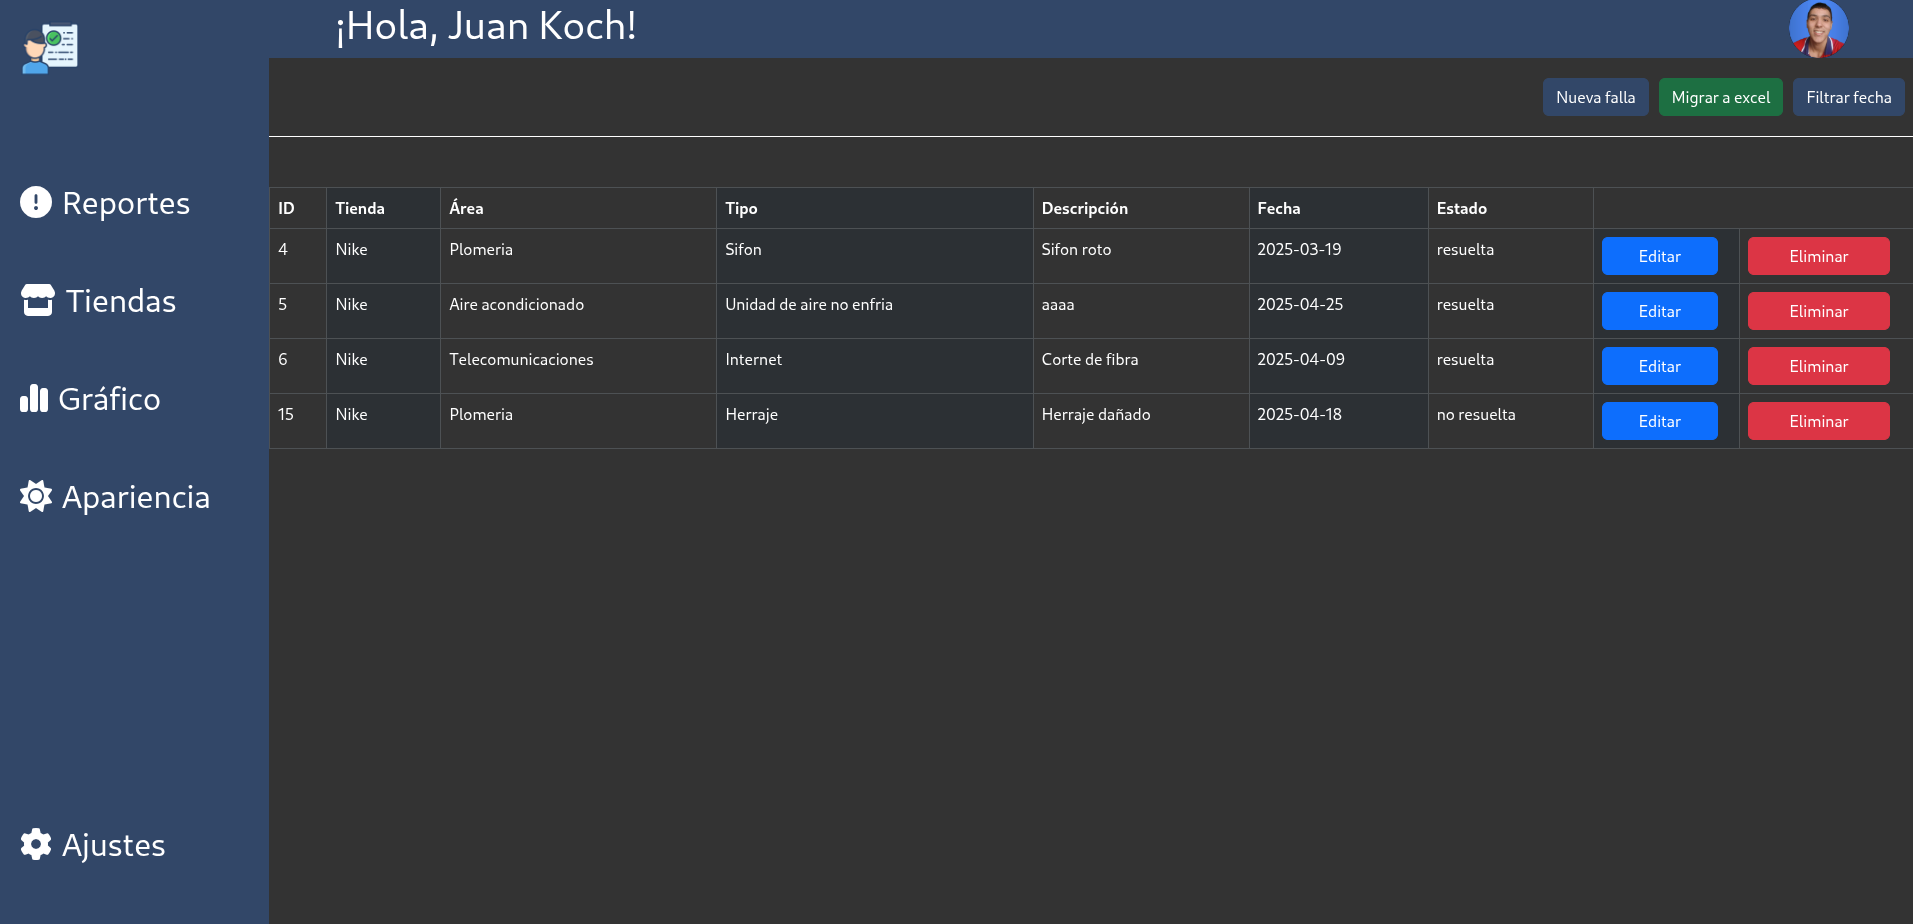 ¡Hola, Juan Koch!
Nueva falla Migrar a excel Filtrar fecha
Reportes
Tiendas
Gráfico
Apariencia
Ajustes
ID Tienda Área Tipo Descripción Fecha Estado
4 Nike Plomeria Sifon Sifon roto 2025-03-19 resuelta Editar Eliminar
5 Nike Aire acondicionado Unidad de aire no enfria aaaa 2025-04-25 resuelta Editar Eliminar
6 Nike Telecomunicaciones Internet Corte de fibra 2025-04-09 resuelta Editar Eliminar
15 Nike Plomeria Herraje Herraje dañado 2025-04-18 no resuelta Editar Eliminar